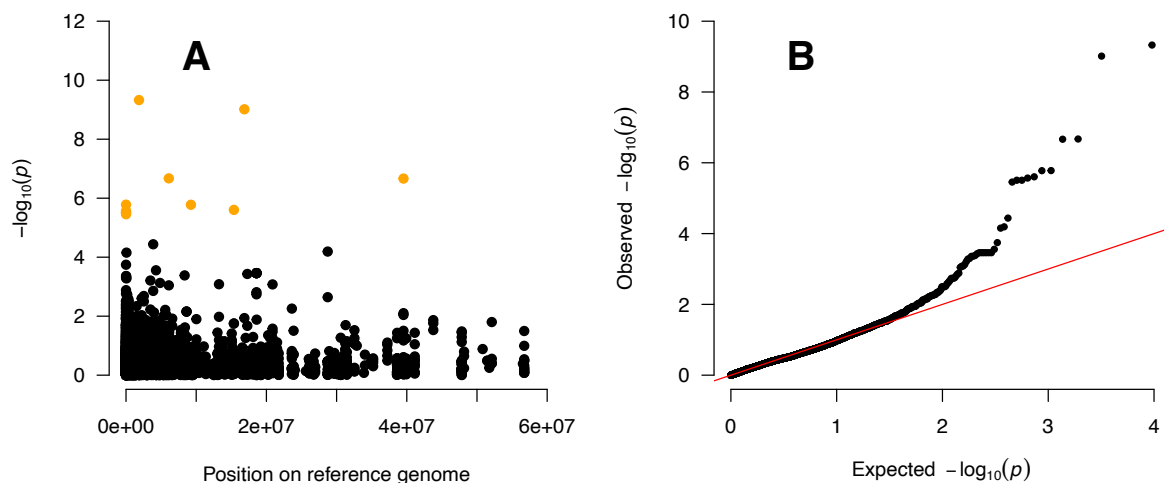 A
12
10
8
6
4
2
0
−log10(p)
0e+00
2e+07
4e+07
6e+07
Position on reference genome
B
10
8
6
4
2
0
Observed −log10(p)
0
1
2
3
4
Expected −log10(p)